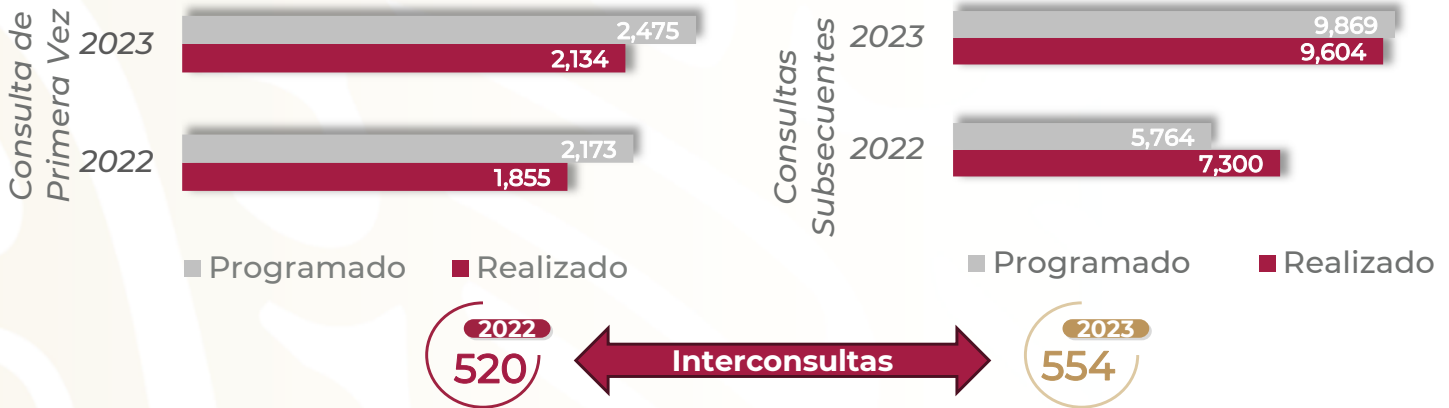 Consulta de
Primera Vez
2023
2,475
2,134
2022
2,173
1,855
Programado
Realizado
Consultas
Subsecuentes
2023
9,869
9,604
2022
5,764
7,300
Programado
Realizado
2022
520
Interconsultas
2023
554